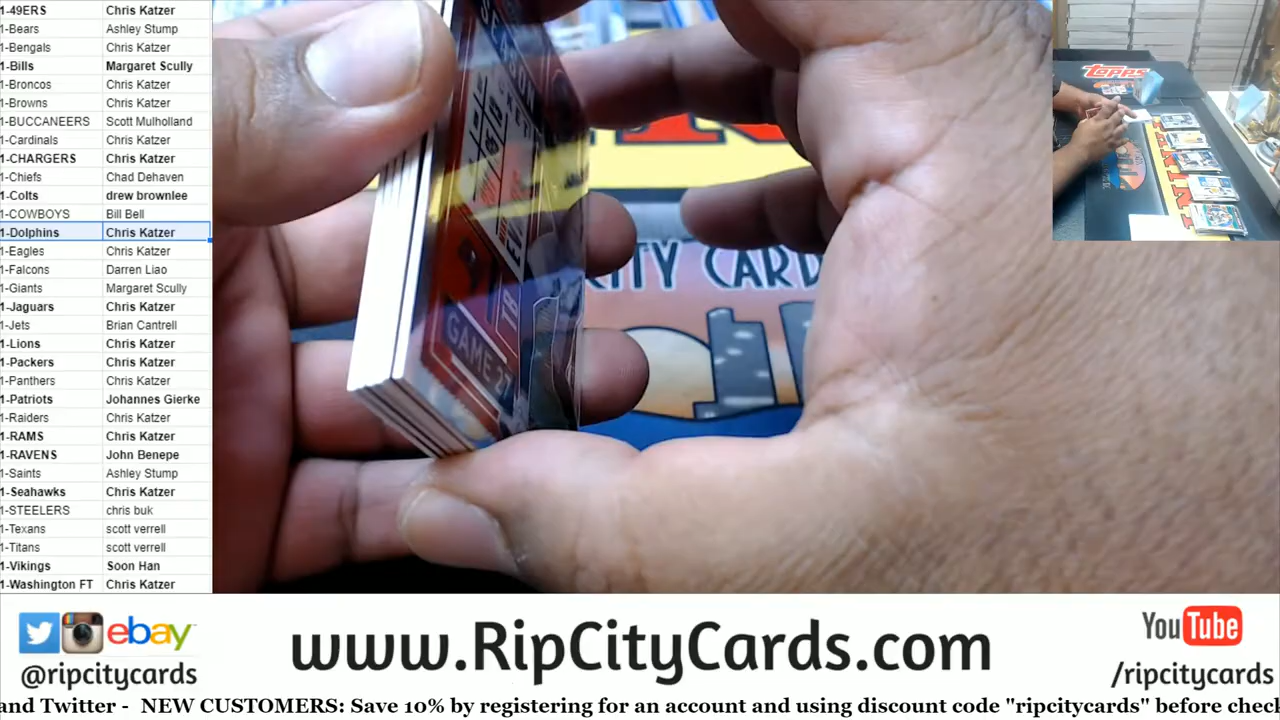 1-49ERS Chris Katzer
1-Bears Ashley Stump
1-Bengals Chris Katzer
1-Bills Margaret Scully
1-Broncos Chris Katzer
1-Browns Chris Katzer
1-BUCCANEERS Scott Mulholland
1-Cardinals Chris Katzer
1-CHARGERS Chris Katzer
1-Chiefs Chad Dehaven
1-Colts drew brownlee
1-COWBOYS Bill Bell
1-Dolphins Chris Katzer
1-Eagles Chris Katzer
1-Falcons Darren Liao
1-Giants Margaret Scully
1-Jaguars Chris Katzer
1-Jets Brian Cantrell
1-Lions Chris Katzer
1-Packers Chris Katzer
1-Panthers Chris Katzer
1-Patriots Johannes Gierke
1-Raiders Chris Katzer
1-RAMS Chris Katzer
1-RAVENS John Benepe
1-Saints Ashley Stump
1-Seahawks Chris Katzer
1-STEELERS chris buk
1-Texans scott verrell
1-Titans scott verrell
1-Vikings Soon Han
1-Washington FT Chris Katzer
GAME 27
CITY CARD
Topps
ebay
@ripcitycards
www.RipCityCards.com
YouTube
/ripcitycards
and Twitter - NEW CUSTOMERS: Save 10% by registering for an account and using discount code "ripcitycards" before chec